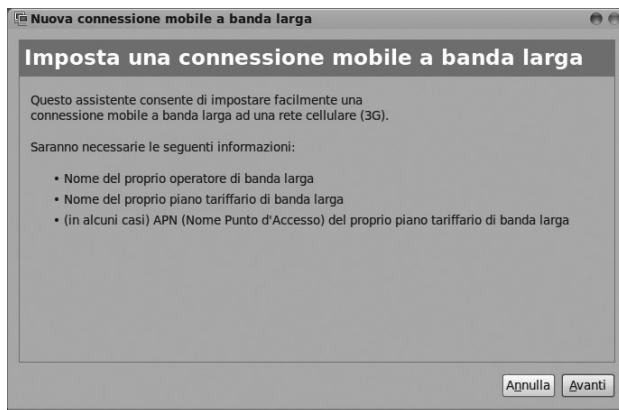 Nuova connessione mobile a banda larga
Imposta una connessione mobile a banda larga
Questo assistente consente di impostare facilmente una
connessione mobile a banda larga ad una rete cellulare (3G).
Saranno necessarie le seguenti informazioni:
• Nome del proprio operatore di banda larga
• Nome del proprio piano tariffario di banda larga
• (in alcuni casi) APN (Nome Punto d'Accesso) del proprio piano tariffario di banda larga
Annulla Avanti